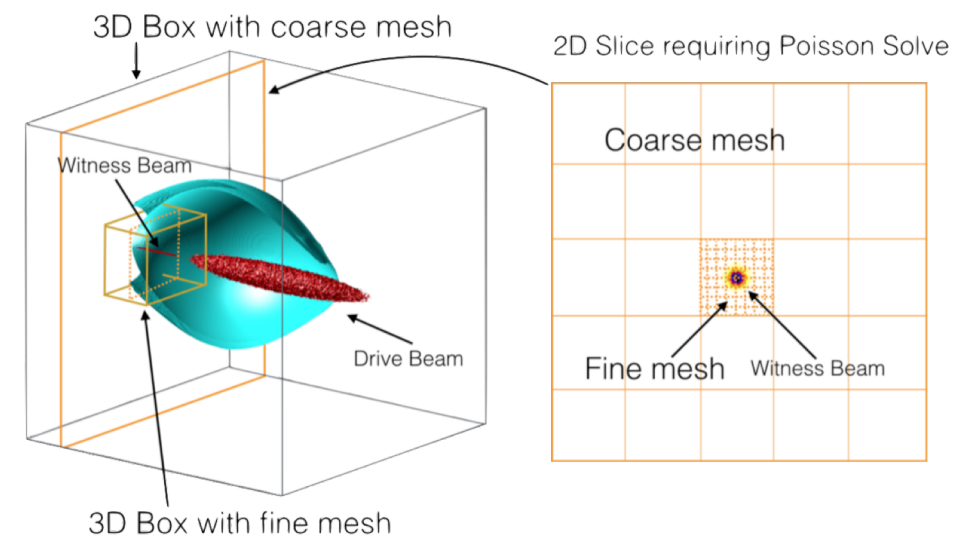 3D Box with coarse mesh
2D Slice requiring Poisson Solve
Witness Beam
Coarse mesh
Drive Beam
Fine mesh
Witness Beam
3D Box with fine mesh